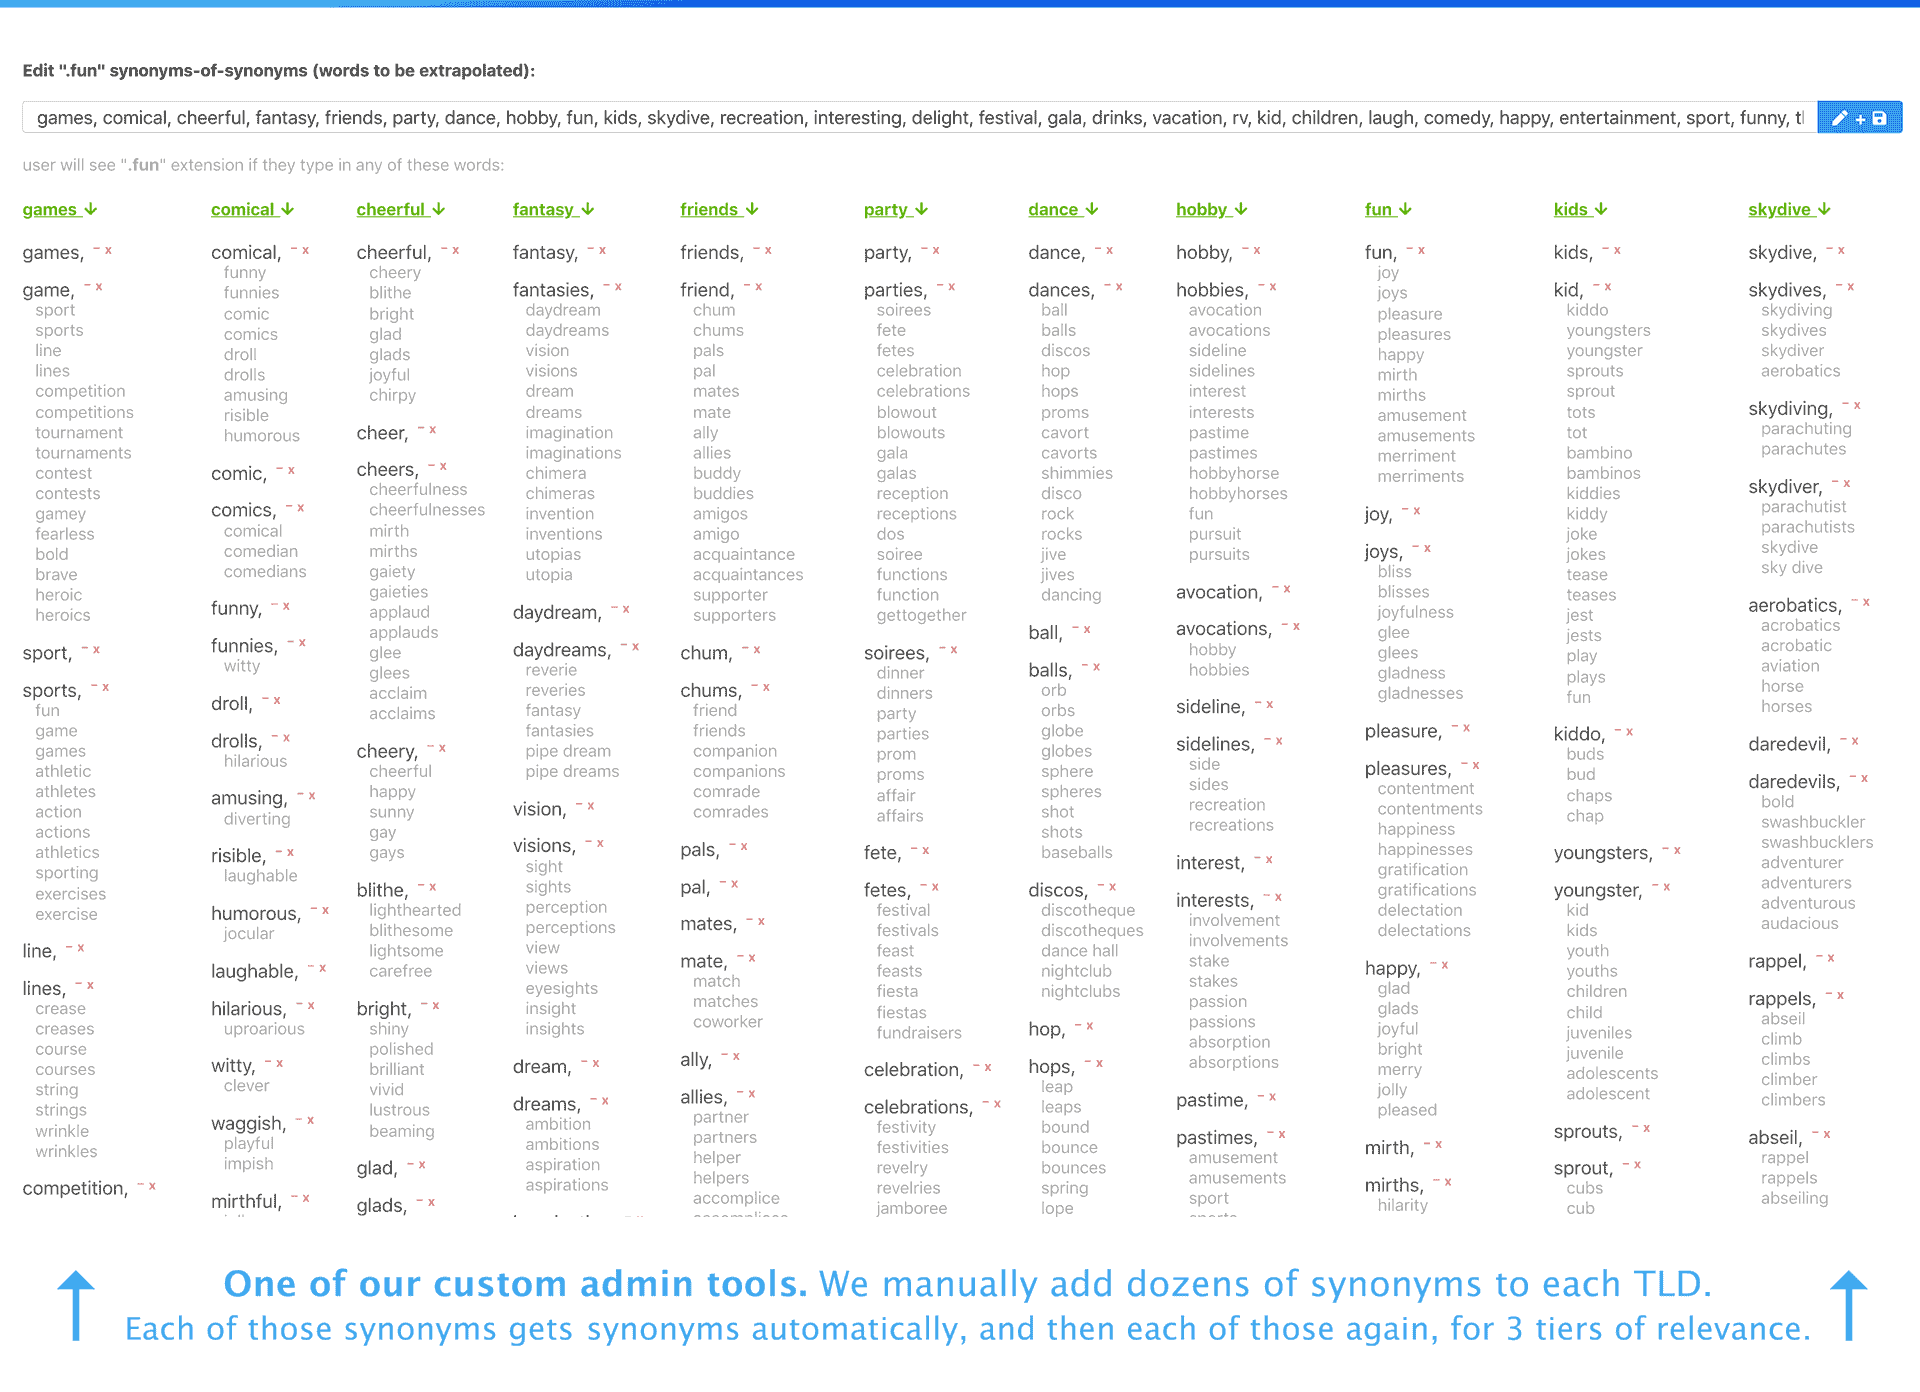 Edit ".fun" synonyms-of-synonyms (words to be extrapolated):
games, comical, cheerful, fantasy, friends, party, dance, hobby, fun, kids, skydive, recreation, interesting, delight, festival, gala, drinks, vacation, rv, kid, children, laugh, comedy, happy, entertainment, sport, funny,
user will see ".fun" extension if they type in any of these words:
games ↓
games, − x
game, − x
sport
sports
line
lines
competition
competitions
tournament
tournaments
contest
contests
gamey
fearless
bold
brave
heroic
heroics
sport, − x
sports, − x
fun
game
games
athletic
athletes
action
actions
athletics
sporting
exercises
exercise
line, − x
lines, − x
crease
creases
course
courses
string
strings
wrinkle
wrinkles
competition, − x
comical ↓
comical, − x
funny
funnies
comic
comics
droll
drolls
amusing
risible
humorous
comic, − x
comics, − x
comical
comedian
comedians
funny, − x
funnies, − x
witty
droll, − x
drolls, − x
hilarious
amusing, − x
diverting
risible, − x
laughable
humorous, − x
jocular
laughable, − x
hilarious, − x
uproarious
witty, − x
clever
waggish, − x
playful
impish
mirthful, − x
cheerful ↓
cheerful, − x
cheery
blithe
bright
glad
glads
joyful
chirpy
cheer, − x
cheers, − x
cheerfulness
cheerfulnesses
mirth
mirths
gaiety
gaieties
applaud
applauds
glee
glees
acclaim
acclaims
cheery, − x
cheerful
happy
sunny
gay
gays
blithe, − x
lighthearted
blithesome
lightsome
carefree
bright, − x
shiny
polished
brilliant
vivid
lustrous
beaming
glad, − x
glads, − x
fantasy ↓
fantasy, − x
fantasies, − x
daydream
daydreams
vision
visions
dream
dreams
imagination
imaginations
chimera
chimeras
invention
inventions
utopias
utopia
daydream, − x
daydreams, − x
reverie
reveries
fantasy
fantasies
pipe dream
pipe dreams
vision, − x
visions, − x
sight
sights
perception
perceptions
view
views
eyesights
insight
insights
dream, − x
dreams, − x
ambition
ambitions
aspiration
aspirations
friends ↓
friends, − x
friend, − x
chum
chums
pals
pal
mates
mate
ally
allies
buddy
buddies
amigos
amigo
acquaintance
acquaintances
supporter
supporters
chum, − x
chums, − x
friend
friends
companion
companions
comrade
comrades
pals, − x
pal, − x
mates, − x
mate, − x
match
matches
coworker
ally, − x
allies, − x
partner
partners
helper
helpers
accomplice
party ↓
party, − x
parties, − x
soirees
fete
fetes
celebration
celebrations
blowout
blowouts
gala
galas
reception
receptions
dos
soiree
functions
function
gettogether
soirees, − x
dinner
dinners
party
parties
prom
proms
affair
affairs
fete, − x
fetes, − x
festival
festivals
feast
feasts
fiesta
fiestas
fundraisers
celebration, − x
celebrations, − x
festivity
festivities
revelry
revelries
jamboree
dance ↓
dance, − x
dances, − x
ball
balls
discos
hop
hops
proms
cavort
cavorts
shimmies
disco
rock
rocks
jive
jives
dancing
ball, − x
balls, − x
orb
orbs
globe
globes
sphere
spheres
shot
shots
baseballs
discos, − x
discotheque
discotheques
dance hall
nightclub
nightclubs
hop, − x
hops, − x
leap
leaps
bound
bounce
bounces
spring
lope
hobby ↓
hobby, − x
hobbies, − x
avocation
avocations
sideline
sidelines
interest
interests
pastime
pastimes
hobbyhorse
hobbyhorses
fun
pursuit
pursuits
avocation, − x
avocations, − x
hobby
hobbies
sideline, − x
sidelines, − x
side
sides
recreation
recreations
interest, − x
interests, − x
involvement
involvements
stake
stakes
passion
passions
absorption
absorptions
pastime, − x
pastimes, − x
amusement
amusements
sport
fun ↓
fun, − x
joy
joys
pleasure
pleasures
happy
mirth
mirths
amusement
amusements
merriment
merriments
joy, − x
joys, − x
bliss
blisses
joyfulness
glee
glees
gladness
gladnesses
pleasure, − x
pleasures, − x
contentment
contentments
happiness
happinesses
gratification
gratifications
delectation
delectations
happy, − x
glad
glads
joyful
bright
merry
jolly
pleased
mirth, − x
mirths, − x
hilarity
kids ↓
kids, − x
kid, − x
kiddo
youngsters
youngster
sprouts
sprout
tots
tot
bambino
bambinos
kiddies
kiddy
joke
jokes
tease
teases
jest
jests
play
plays
fun
kiddo, − x
buds
bud
chaps
chap
youngsters, − x
youngster, − x
kid
kids
youth
youths
children
child
juveniles
juvenile
adolescents
adolescent
sprouts, − x
sprout, − x
cubs
cub
skydive ↓
skydive, − x
skydives, − x
skydiving
skydives
skydiver
aerobatics
skydiving, − x
parachuting
parachutes
skydiver, − x
parachutist
parachutists
skydive
sky dive
aerobatics, − x
acrobatics
acrobatic
aviation
horse
horses
daredevil, − x
daredevils, − x
bold
swashbuckler
swashbucklers
adventurer
adventurers
adventurous
audacious
rappel, − x
rappels, − x
abseil
climb
climbs
climber
climbers
abseil, − x
rappel
rappels
abseiling
One of our custom admin tools. We manually add dozens of synonyms to each TLD.
Each of those synonyms gets synonyms automatically, and then each of those again, for 3 tiers of relevance.